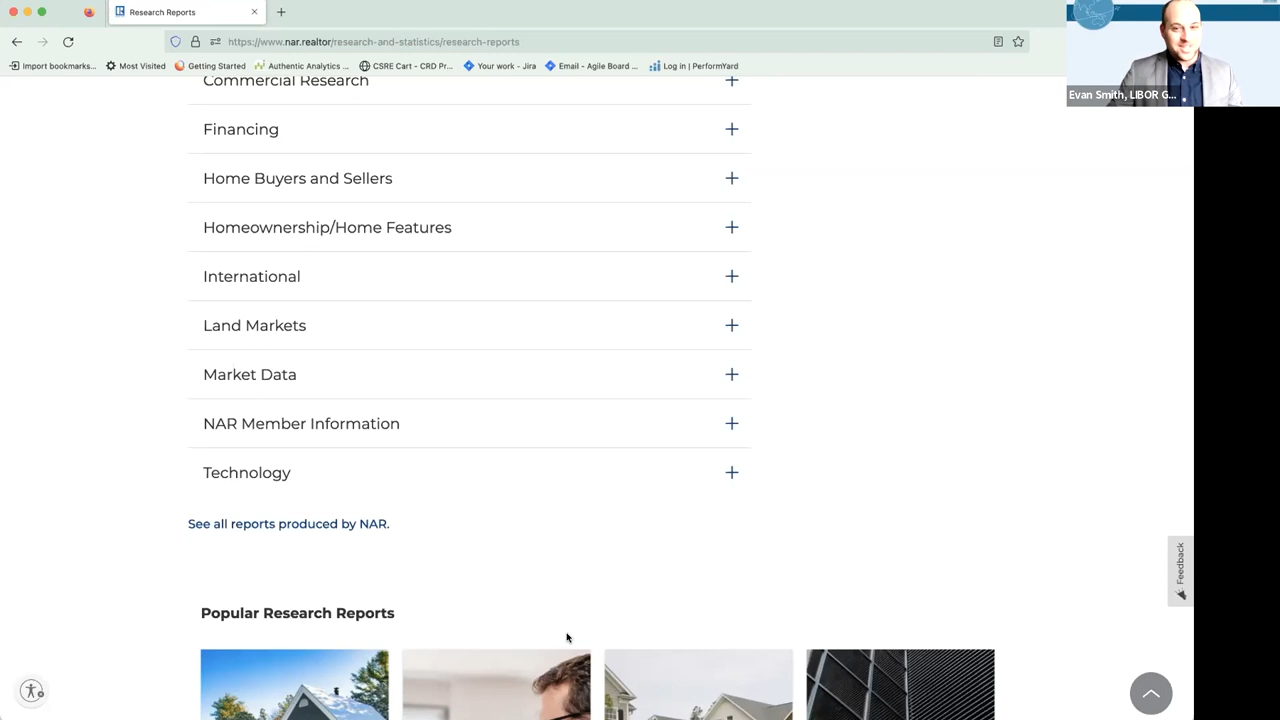 Research Reports
https://www.nar.realtor/research-and-statistics/research-reports
Import bookmarks... Most Visited Getting Started Authentic Analytics ... CSRE Cart - CRD Pr... Your work - Jira Email - Agile Board ... Log in | PerformYard
Evan Smith, LIBOR G...
Commercial Research
Financing
Home Buyers and Sellers
Homeownership/Home Features
International
Land Markets
Market Data
NAR Member Information
Technology
See all reports produced by NAR.
Feedback
Popular Research Reports